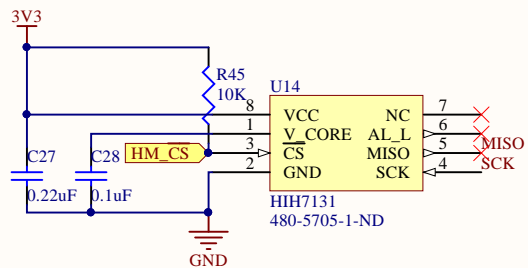 3V3
R45
10K
U14
8 VCC NC 7
1 V_CORE AL_L 6
C27 C28 HM_CS 3 CS MISO 5 MISO
2 GND SCK 4 SCK
0.22uF 0.1uF
HIH7131
480-5705-1-ND
GND